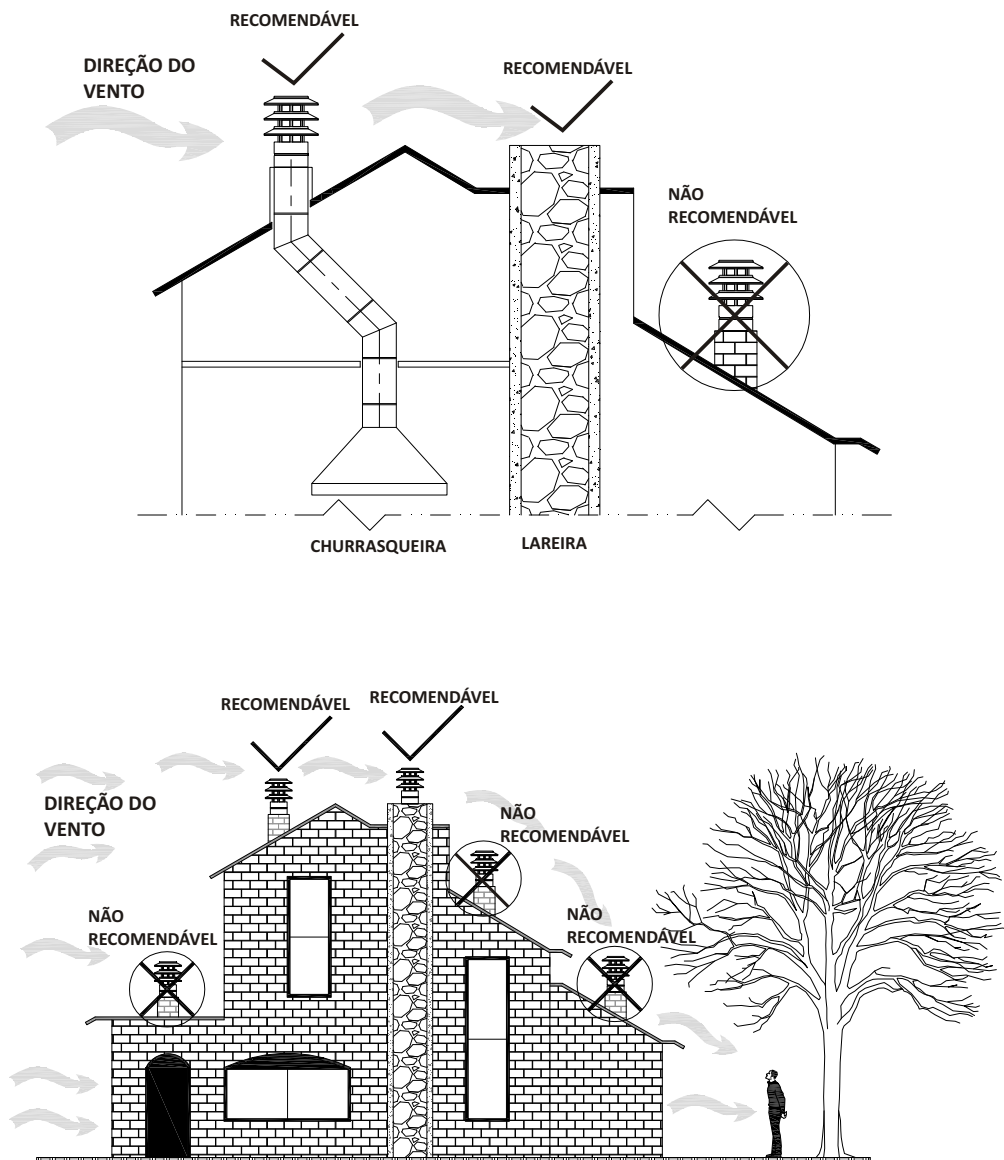 RECOMENDÁVEL
DIREÇÃO DO
VENTO
RECOMENDÁVEL
NÃO
RECOMENDÁVEL
CHURRASQUEIRA
LAREIRA
RECOMENDÁVEL
RECOMENDÁVEL
DIREÇÃO DO
VENTO
NÃO
RECOMENDÁVEL
NÃO
RECOMENDÁVEL
NÃO
RECOMENDÁVEL